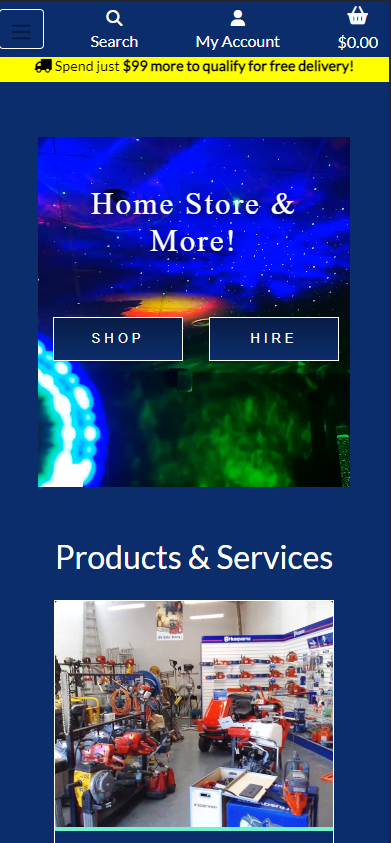 Search
My Account
$0.00
Spend just $99 more to qualify for free delivery!
Home Store &
More!
SHOP
HIRE
Products & Services
Husqvarna